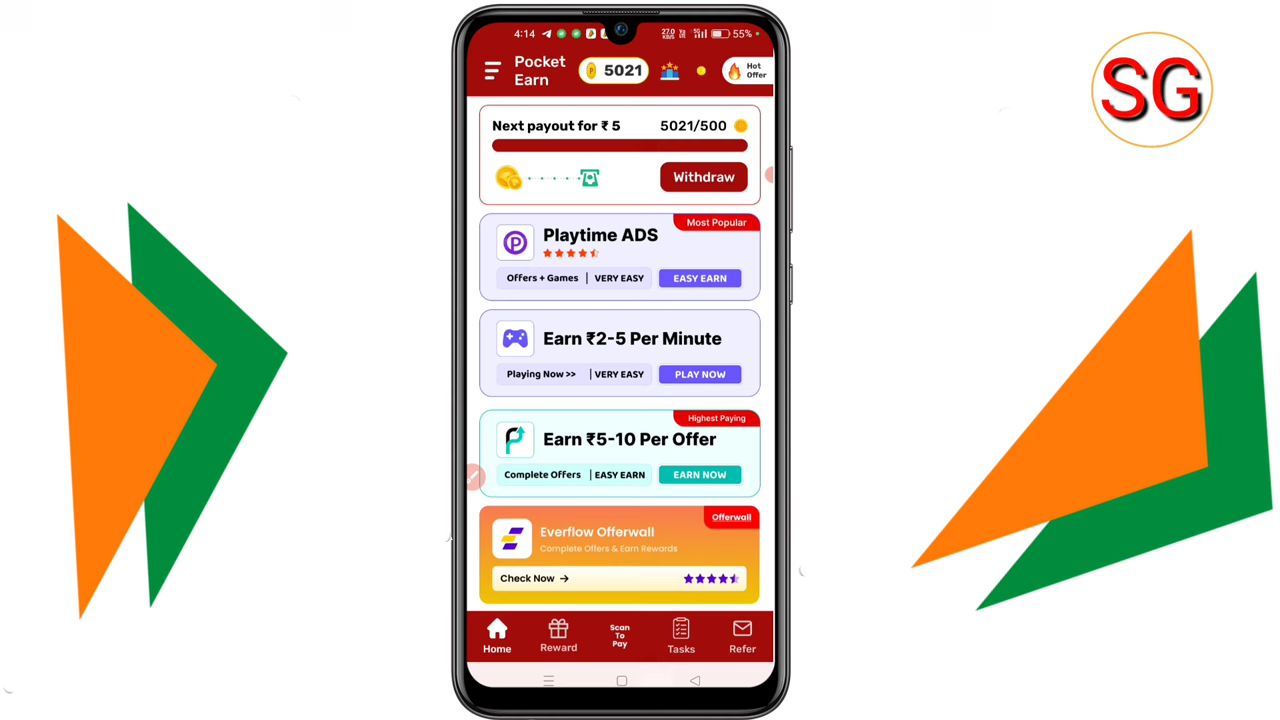 SG
4:14
27.0
KB/S
55%
Pocket
Earn
5021
Hot
Offer
Next payout for ₹ 5
5021/500
Withdraw
Most Popular
Playtime ADS
Offers + Games | VERY EASY
EASY EARN
Earn ₹2-5 Per Minute
Playing Now >> | VERY EASY
PLAY NOW
Highest Paying
Earn ₹5-10 Per Offer
Complete Offers | EASY EARN
EARN NOW
Offerwall
Everflow Offerwall
Complete Offers & Earn Rewards
Check Now →
Home
Reward
Scan
To
Pay
Tasks
Refer